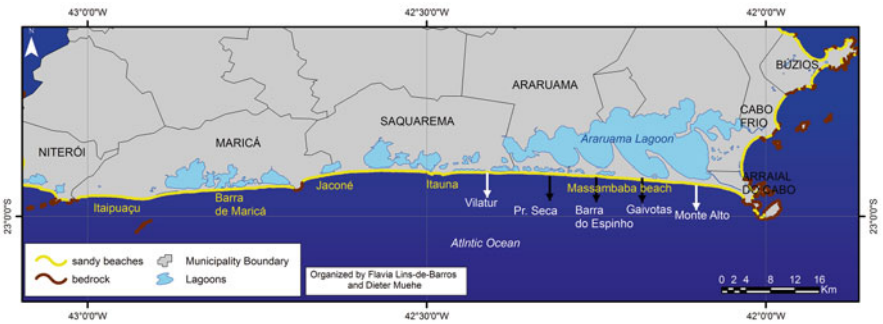 43°0'0"W
42°30'0"W
42°0'0"W
BÚZIOS
ARARUAMA
CABO
FRIO
SAQUAREMA
MARICÁ
Araruama Lagoon
NITERÓI
ARRAIAL
DO CABO
Jaconé
Itauna
Massambaba beach
Itaipuaçu
Barra
de Maricá
Vilatur
Pr. Seca
Barra
do Espinho
Gaivotas
Monte Alto
23°0'S
23°0'0"S
Atlntic Ocean
sandy beaches
Municipality Boundary
bedrock
Lagoons
Organized by Flavia Lins-de-Barros
and Dieter Muehe
0 2 4 8 12 16
Km
43°0'0"W
42°30'0"W
42°0'0"W